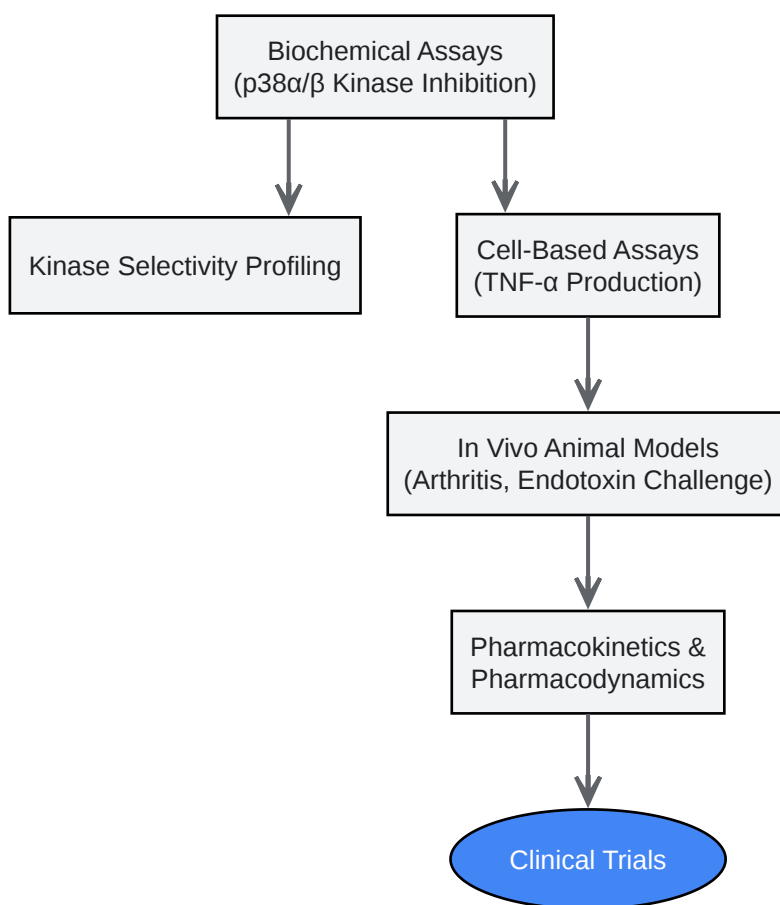 Biochemical Assays
(p38α/β Kinase Inhibition)
Kinase Selectivity Profiling
Cell-Based Assays
(TNF-α Production)
In Vivo Animal Models
(Arthritis, Endotoxin Challenge)
Pharmacokinetics &
Pharmacodynamics
Clinical Trials